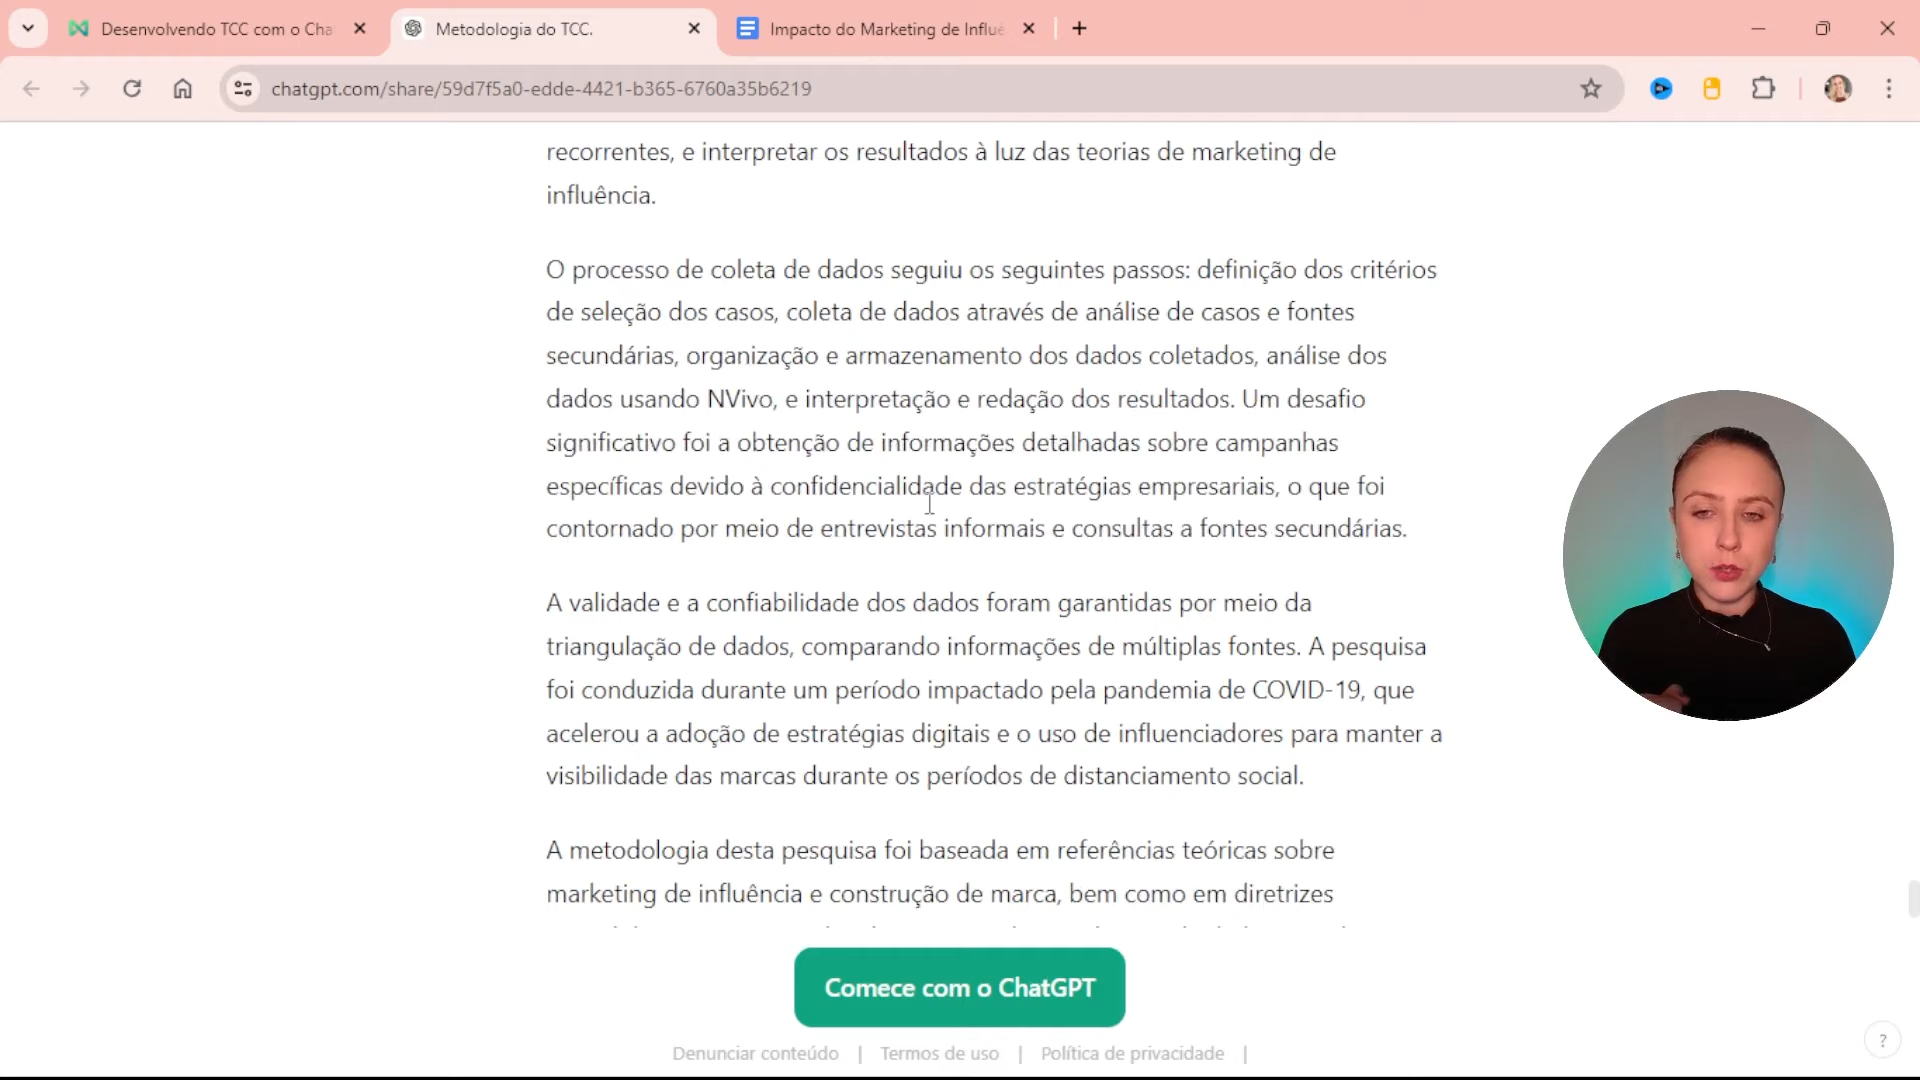 Desenvolvendo TCC com o Cha
Metodologia do TCC.
Impacto do Marketing de Influê
chatgpt.com/share/59d7f5a0-edde-4421-b365-6760a35b6219
recorrentes, e interpretar os resultados à luz das teorias de marketing de
influência.
O processo de coleta de dados seguiu os seguintes passos: definição dos critérios
de seleção dos casos, coleta de dados através de análise de casos e fontes
secundárias, organização e armazenamento dos dados coletados, análise dos
dados usando NVivo, e interpretação e redação dos resultados. Um desafio
significativo foi a obtenção de informações detalhadas sobre campanhas
específicas devido à confidencialidade das estratégias empresariais, o que foi
contornado por meio de entrevistas informais e consultas a fontes secundárias.
A validade e a confiabilidade dos dados foram garantidas por meio da
triangulação de dados, comparando informações de múltiplas fontes. A pesquisa
foi conduzida durante um período impactado pela pandemia de COVID-19, que
acelerou a adoção de estratégias digitais e o uso de influenciadores para manter a
visibilidade das marcas durante os períodos de distanciamento social.
A metodologia desta pesquisa foi baseada em referências teóricas sobre
marketing de influência e construção de marca, bem como em diretrizes
Comece com o ChatGPT
Denunciar conteúdo | Termos de uso | Política de privacidade |
?